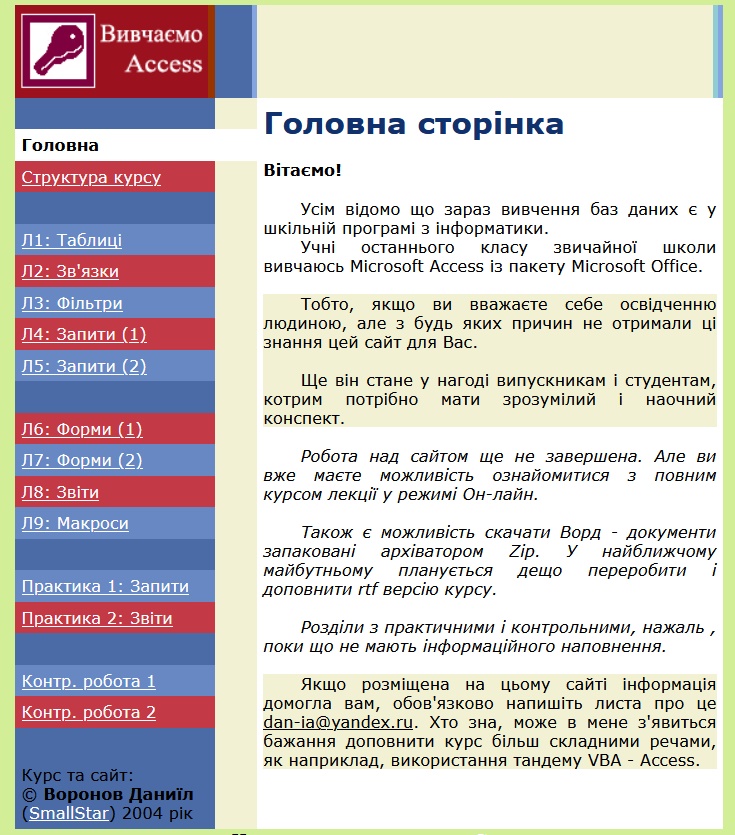 Вивчаємо
Access
Головна
Структура курсу
Л1: Таблиці
Л2: Зв'язки
Л3: Фільтри
Л4: Запити (1)
Л5: Запити (2)
Л6: Форми (1)
Л7: Форми (2)
Л8: Звіти
Л9: Макроси
Практика 1: Запити
Практика 2: Звіти
Контр. робота 1
Контр. робота 2
Курс та сайт:
© Воронов Даниїл
(SmallStar) 2004 рік
Головна сторінка
Вітаємо!
Усім відомо що зараз вивчення баз даних є у
шкільній програмі з інформатики.
Учні останнього класу звичайної школи
вивчаюсь Microsoft Access із пакету Microsoft Office.
Тобто, якщо ви вважаєте себе освідченню
людиною, але з будь яких причин не отримали ці
знання цей сайт для Вас.
Ще він стане у нагоді випускникам і студентам,
котрим потрібно мати зрозумілий і наочний
конспект.
Робота над сайтом ще не завершена. Але ви
вже маєте можливість ознайомитися з повним
курсом лекції у режимі Он-лайн.
Також є можливість скачати Ворд - документи
запаковані архіватором Zip. У найближчому
майбутньому планується дещо переробити і
доповнити rtf версію курсу.
Розділи з практичними і контрольними, нажаль ,
поки що не мають інформаційного наповнення.
Якщо розміщена на цьому сайті інформація
домогла вам, обов'язково напишіть листа про це
dan-ia@yandex.ru. Хто зна, може в мене з'явиться
бажання доповнити курс більш складними речами,
як наприклад, використання тандему VBA - Access.